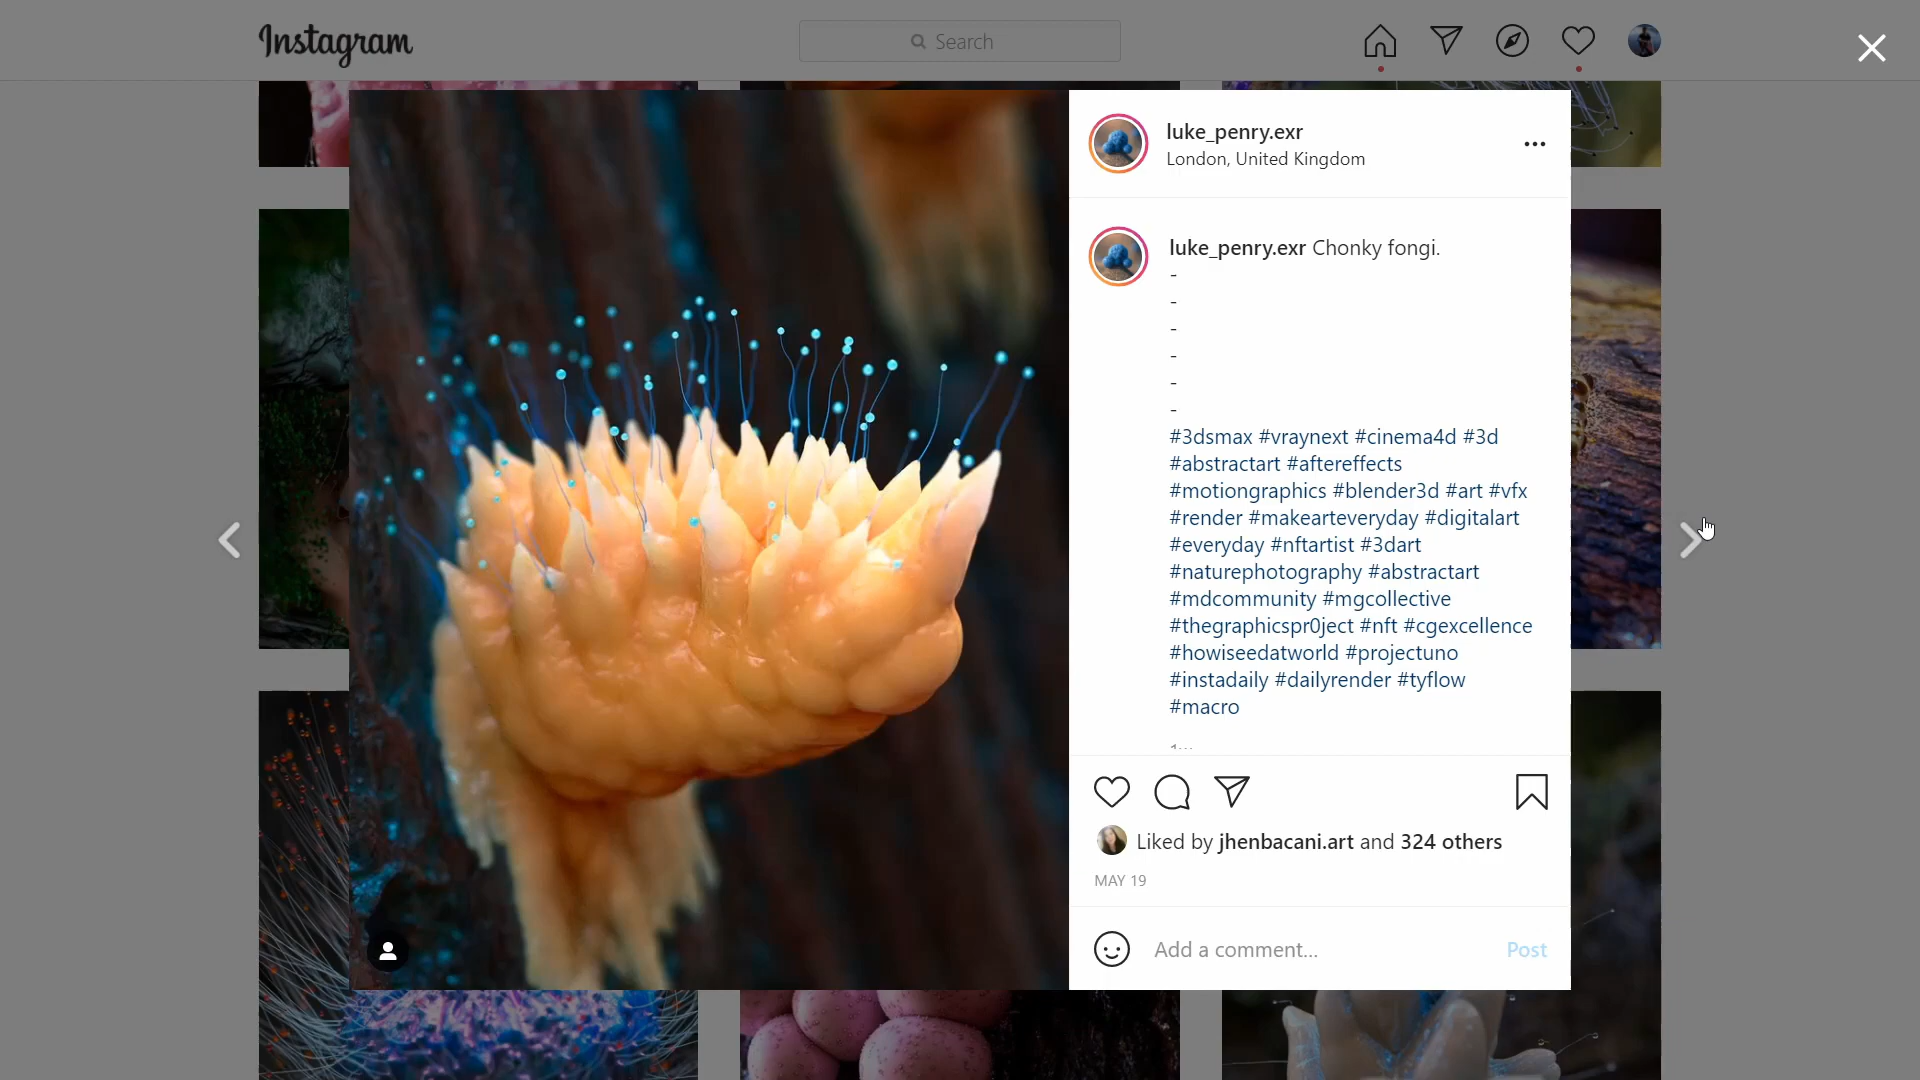 Instagram
Search
luke_penry.exr
London, United Kingdom
luke_penry.exr Chonky fongi.
-
-
-
-
-
-
#3dsmax #vraynext #cinema4d #3d
#abstractart #aftereffects
#motiongraphics #blender3d #art #vfx
#render #makearteveryday #digitalart
#everyday #nftartist #3dart
#naturephotography #abstractart
#mdcommunity #mgcollective
#thegraphicspr0ject #nft #cgexcellence
#howiseedatworld #projectuno
#instadaily #dailyrender #tyflow
#macro
Liked by jhenbacani.art and 324 others
MAY 19
Add a comment...
Post